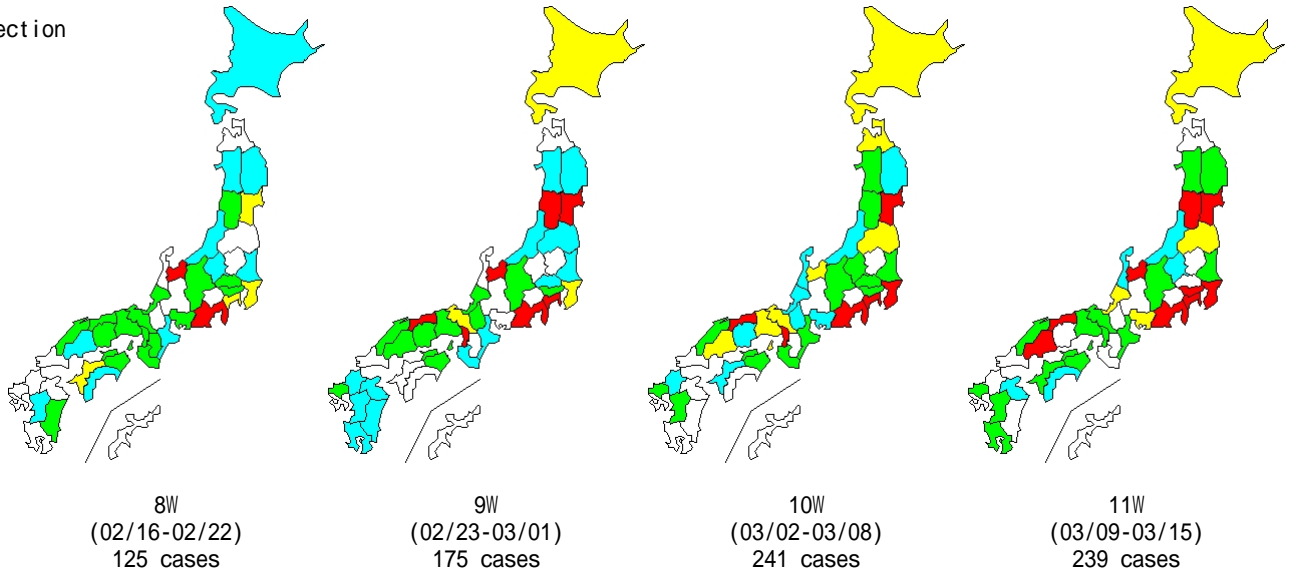 ection
8W
(02/16-02/22)
125 cases
9W
(02/23-03/01)
175 cases
10W
(03/02-03/08)
241 cases
11W
(03/09-03/15)
239 cases